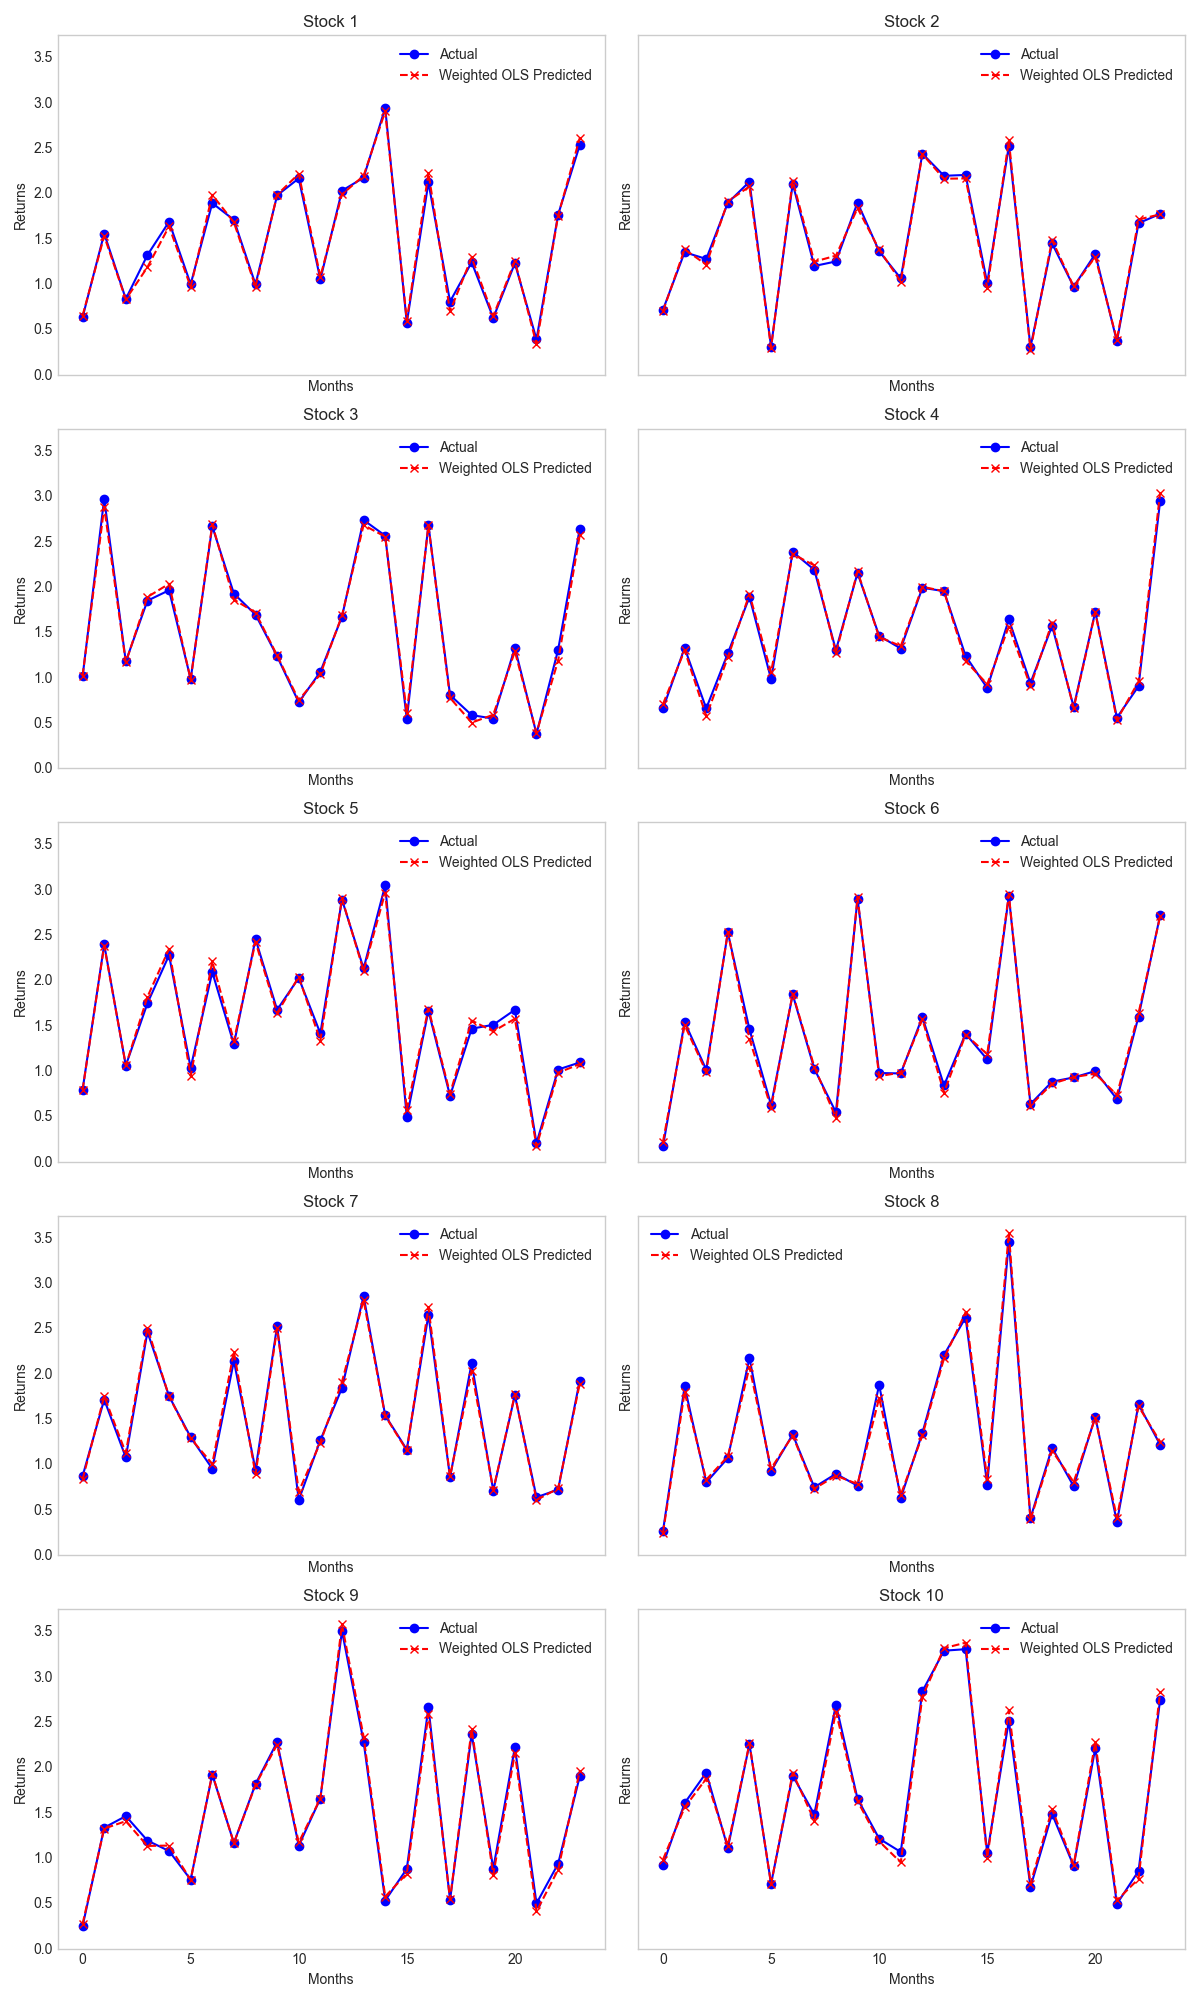 Stock 1
Actual
Weighted OLS Predicted
3.5
3.0
2.5
2.0
1.5
1.0
0.5
0.0
Returns
Months
Stock 2
Actual
Weighted OLS Predicted
Returns
Months
Stock 3
Actual
Weighted OLS Predicted
3.5
3.0
2.5
2.0
1.5
1.0
0.5
0.0
Returns
Months
Stock 4
Actual
Weighted OLS Predicted
Returns
Months
Stock 5
Actual
Weighted OLS Predicted
3.5
3.0
2.5
2.0
1.5
1.0
0.5
0.0
Returns
Months
Stock 6
Actual
Weighted OLS Predicted
Returns
Months
Stock 7
Actual
Weighted OLS Predicted
3.5
3.0
2.5
2.0
1.5
1.0
0.5
0.0
Returns
Months
Stock 8
Actual
Weighted OLS Predicted
Returns
Months
Stock 9
Actual
Weighted OLS Predicted
3.5
3.0
2.5
2.0
1.5
1.0
0.5
0.0
Returns
0 5 10 15 20
Months
Stock 10
Actual
Weighted OLS Predicted
Returns
0 5 10 15 20
Months